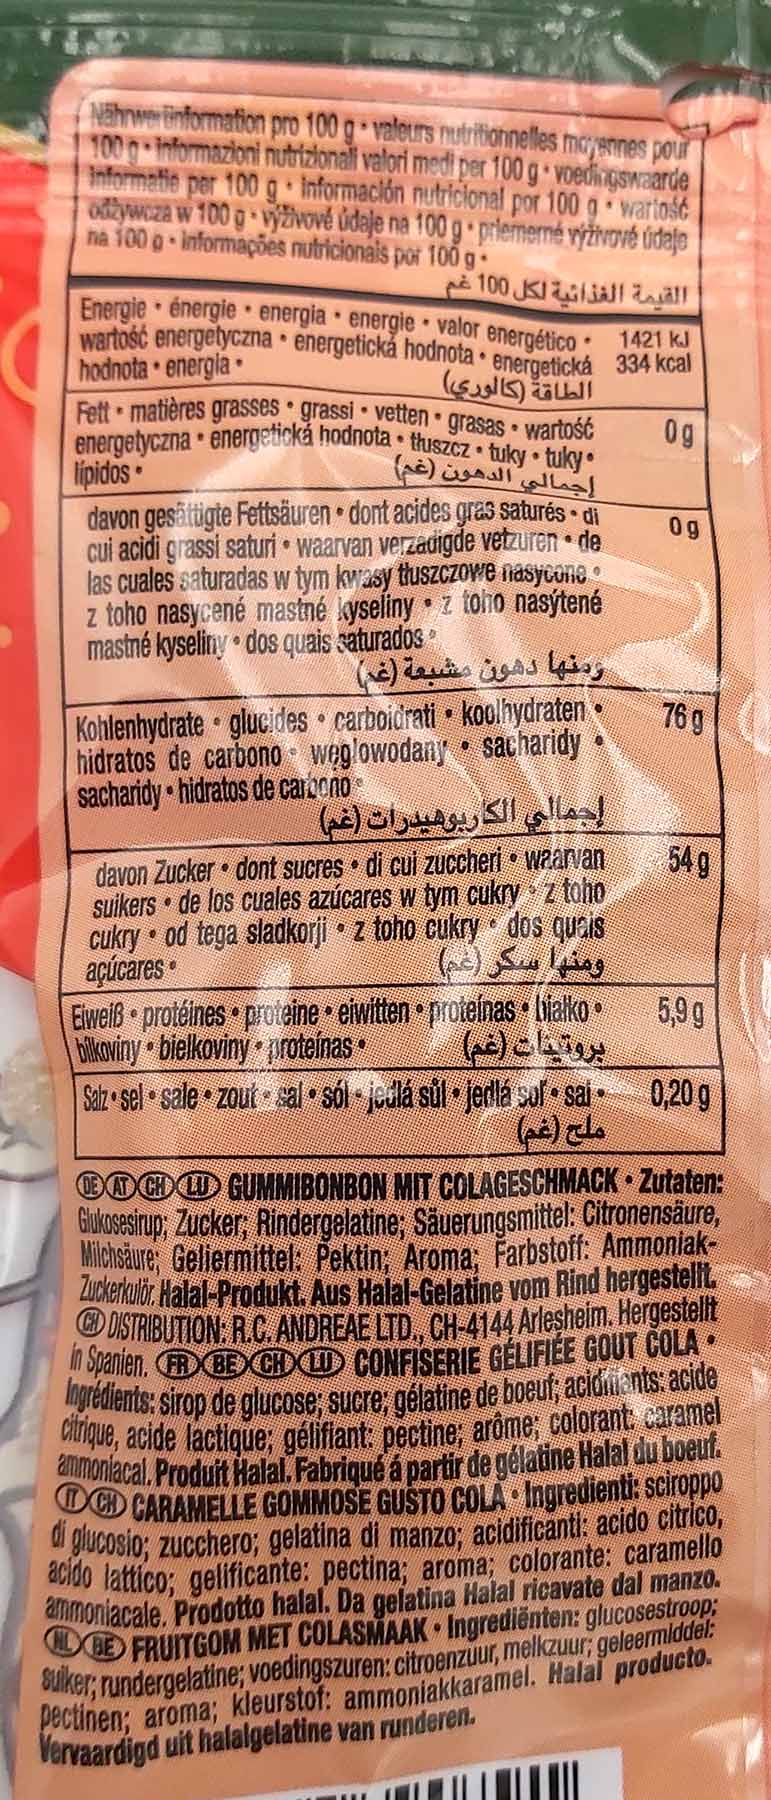 Nährwertinformation pro 100 g • valeurs nutritionnelles moyennes pour
100 g • informazioni nutrizionali valori medi per 100 g • voedingswaarde
informatie per 100 g • información nutricional por 100 g • wartość
odżywcza w 100 g • výživové údaje na 100 g • priemerné výživové údaje
na 100 g • informações nutricionais por 100 g •
القيمة الغذائية لكل 100 غم
Energie • énergie • energia • energie • valor energético • 1421 kJ
wartość energetyczna • energetická hodnota • energetická 334 kcal
hodnota • energia •
الطاقة (كالوري)
Fett • matières grasses • grassi • vetten • grasas • wartość 0 g
energetyczna • energetická hodnota • tłuszcz • tuky • tuky •
lípidos •
إجمالي الدهون (غم)
davon gesättigte Fettsäuren • dont acides gras saturés • di 0 g
cui acidi grassi saturi • waarvan verzadigde vetzuren • de
las cuales saturadas w tym kwasy tłuszczowe nasycone •
z toho nasycené mastné kyseliny • z toho nasýtené
mastné kyseliny • dos quais saturados •
ومنها دهون مشبعة (غم)
Kohlenhydrate • glucides • carboidrati • koolhydraten • 76 g
hidratos de carbono • węglowodany • sacharidy •
sacharidy • hidratos de carbono •
إجمالي الكاربوهيدرات (غم)
davon Zucker • dont sucres • di cui zuccheri • waarvan 54 g
suikers • de los cuales azúcares w tym cukry • z toho
cukry • od tega sladkorji • z toho cukry • dos quais
açúcares •
ومنها سكر (غم)
Eiweiß • protéines • proteine • eiwitten • proteínas • białko • 5,9 g
bílkoviny • bielkoviny • proteínas •
بروتينات (غم)
Salz • sel • sale • zout • sal • sól • jedlá sůl • jedlá soľ • sal • 0,20 g
ملح (غم)
DE AT CH LU GUMMIBONBON MIT COLAGESCHMACK • Zutaten:
Glukosesirup; Zucker; Rindergelatine; Säuerungsmittel: Citronensäure,
Milchsäure; Geliermittel: Pektin; Aroma; Farbstoff: Ammoniak-
Zuckerkulör. Halal-Produkt. Aus Halal-Gelatine vom Rind hergestellt.
CH DISTRIBUTION: R.C. ANDREAE LTD., CH-4144 Arlesheim. Hergestellt
in Spanien. FR BE CH LU CONFISERIE GÉLIFIÉE GOUT COLA •
Ingrédients: sirop de glucose; sucre; gélatine de boeuf; acidifiants: acide
citrique, acide lactique; gélifiant: pectine; arôme; colorant: caramel
ammoniacal. Produit Halal. Fabriqué á partir de gélatine Halal du boeuf.
IT CH CARAMELLE GOMMOSE GUSTO COLA • Ingredienti: sciroppo
di glucosio; zucchero; gelatina di manzo; acidificanti: acido citrico,
acido lattico; gelificante: pectina; aroma; colorante: caramello
ammoniacale. Prodotto halal. Da gelatina Halal ricavate dal manzo.
NL BE FRUITGOM MET COLASMAAK • Ingrediënten: glucosestroop;
suiker; rundergelatine; voedingszuren: citroenzuur, melkzuur; geleermiddel:
pectinen; aroma; kleurstof: ammoniakkaramel. Halal producto.
Vervaardigd uit halalgelatine van runderen.